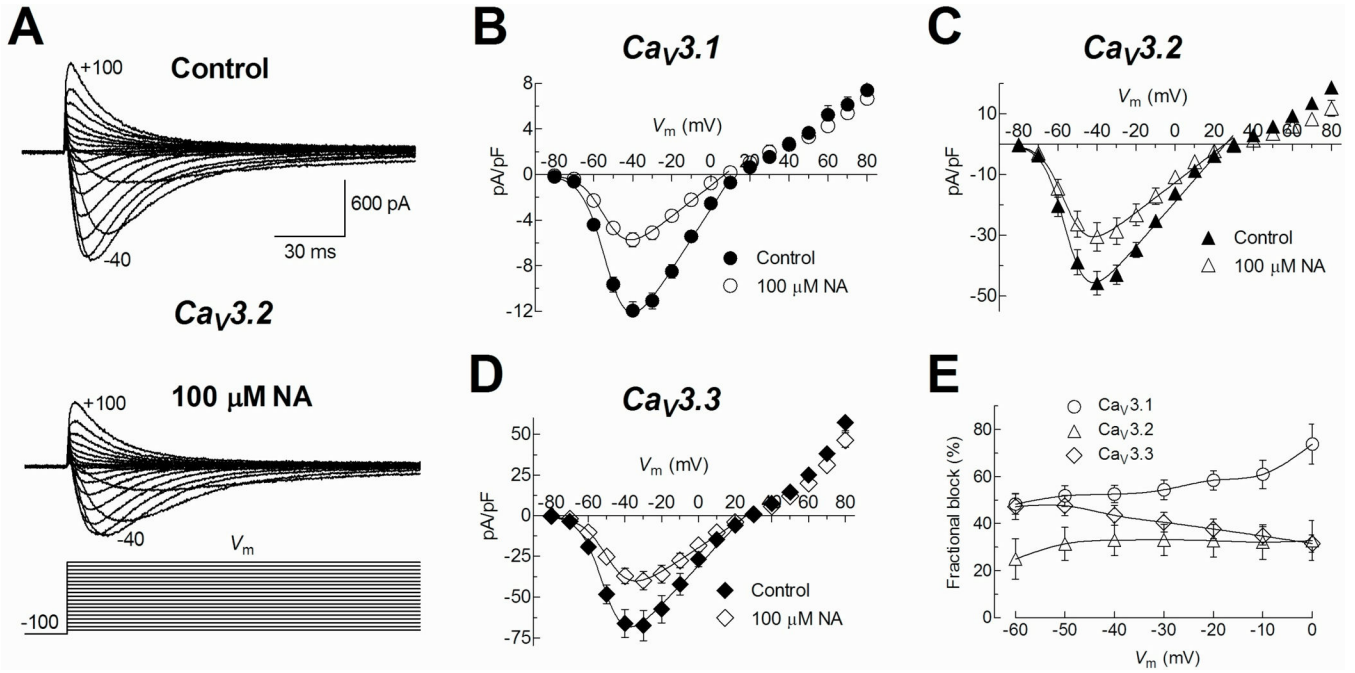 A
Control
+100
600 pA
30 ms
-40
CaV3.2
100 μM NA
+100
-40
Vm
-100
B
CaV3.1
8
4
0
-4
-8
-12
pA/pF
Vm (mV)
-80 -60 -40 -20 0 20 40 60 80
Control
100 μM NA
C
CaV3.2
10
-10
-30
-50
pA/pF
Vm (mV)
-80 -60 -40 -20 0 20 40 60 80
Control
100 μM NA
D
CaV3.3
50
25
0
-25
-50
-75
pA/pF
Vm (mV)
-80 -60 -40 -20 0 20 40 60 80
Control
100 μM NA
E
CaV3.1
CaV3.2
CaV3.3
80
60
40
20
0
Fractional block (%)
-60 -50 -40 -30 -20 -10 0
Vm (mV)